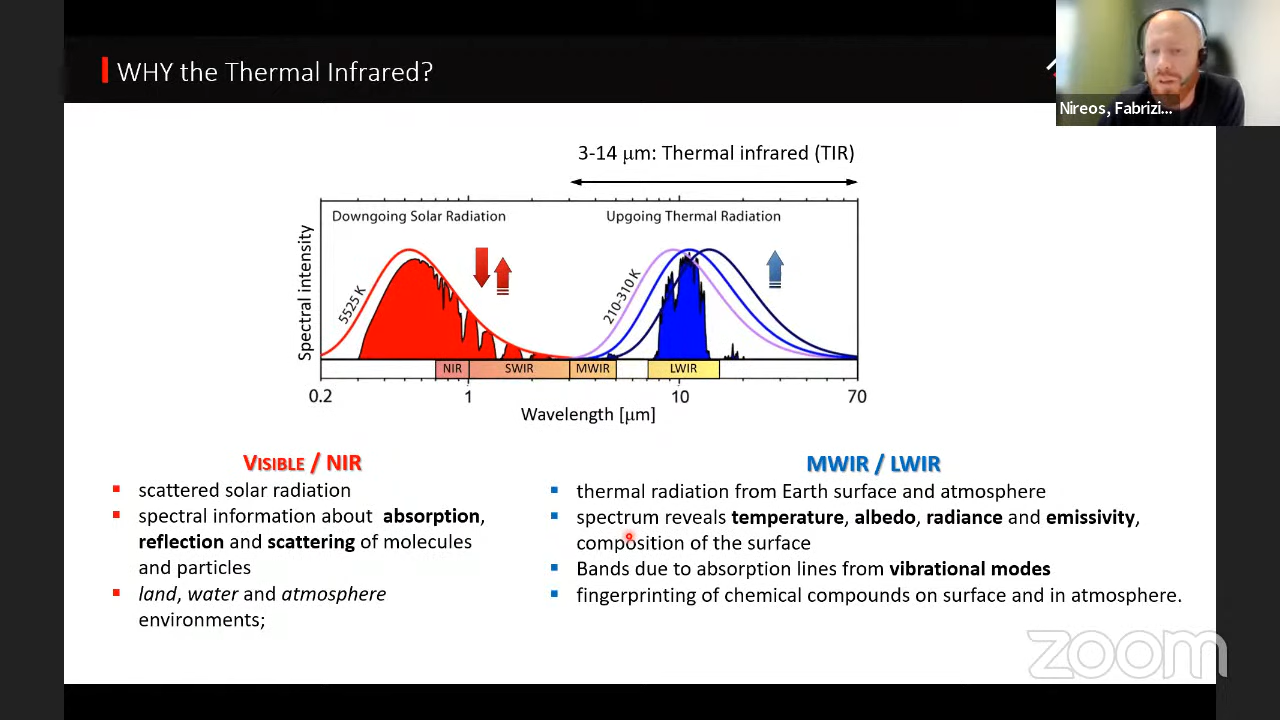 WHY the Thermal Infrared?
Nireos, Fabrizi...
3-14 µm: Thermal infrared (TIR)
Downgoing Solar Radiation
Upgoing Thermal Radiation
Spectral intensity
5525 K
210-310 K
NIR
SWIR
MWIR
LWIR
0.2
1
10
70
Wavelength [µm]
VISIBLE / NIR
scattered solar radiation
spectral information about absorption,
reflection and scattering of molecules
and particles
land, water and atmosphere
environments;
MWIR / LWIR
thermal radiation from Earth surface and atmosphere
spectrum reveals temperature, albedo, radiance and emissivity,
composition of the surface
Bands due to absorption lines from vibrational modes
fingerprinting of chemical compounds on surface and in atmosphere.
zoom